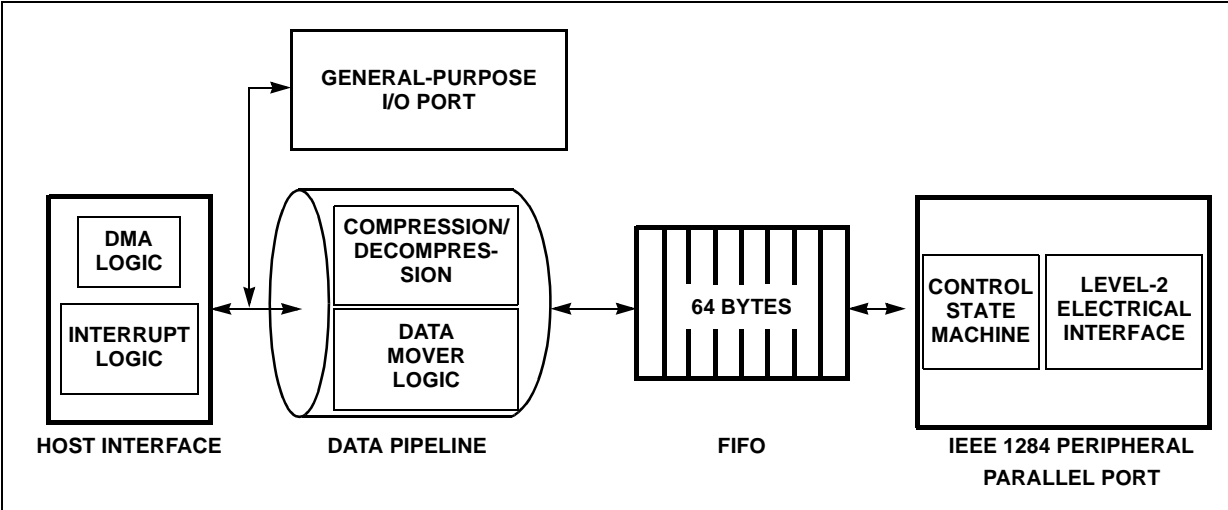 GENERAL-PURPOSE
I/O PORT
DMA
LOGIC
INTERRUPT
LOGIC
HOST INTERFACE
COMPRESSION/
DECOMPRES-
SION
DATA
MOVER
LOGIC
DATA PIPELINE
64 BYTES
FIFO
CONTROL
STATE
MACHINE
LEVEL-2
ELECTRICAL
INTERFACE
IEEE 1284 PERIPHERAL
PARALLEL PORT